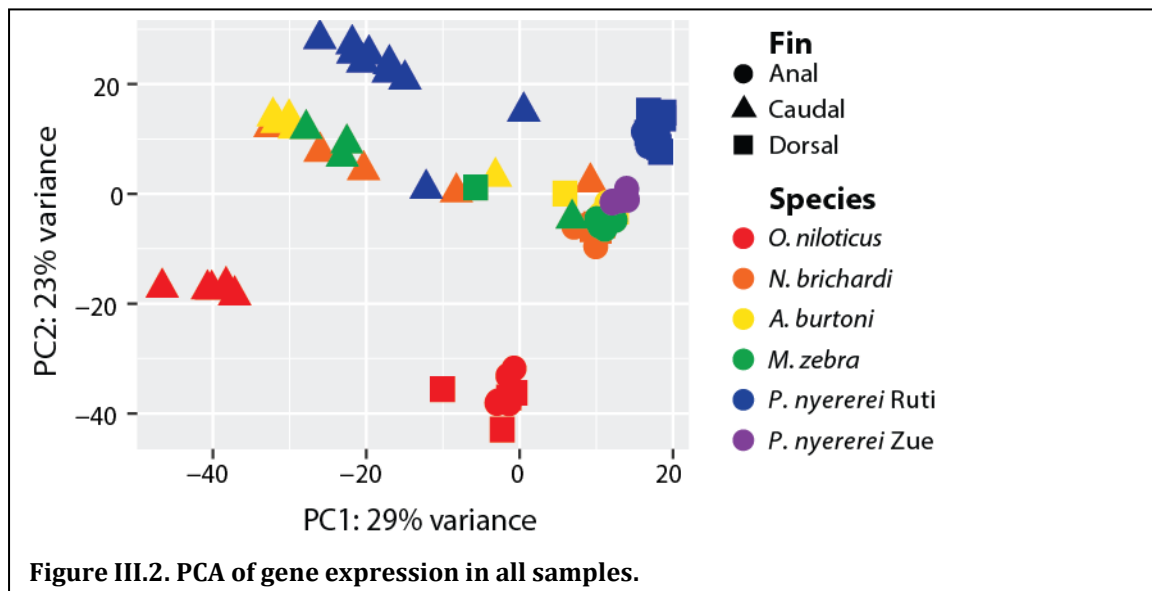 20
0
−20
−40
PC2: 23% variance
−40
−20
0
20
PC1: 29% variance
Fin
Anal
Caudal
Dorsal
Species
O. niloticus
N. brichardi
A. burtoni
M. zebra
P. nyererei Ruti
P. nyererei Zue
Figure III.2. PCA of gene expression in all samples.